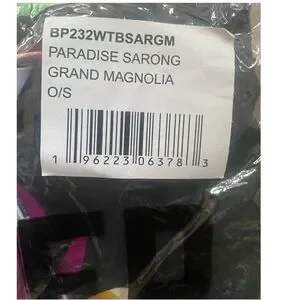 BP232WTBSARGM
PARADISE SARONG
GRAND MAGNOLIA
O/S
1 96223 06378 3